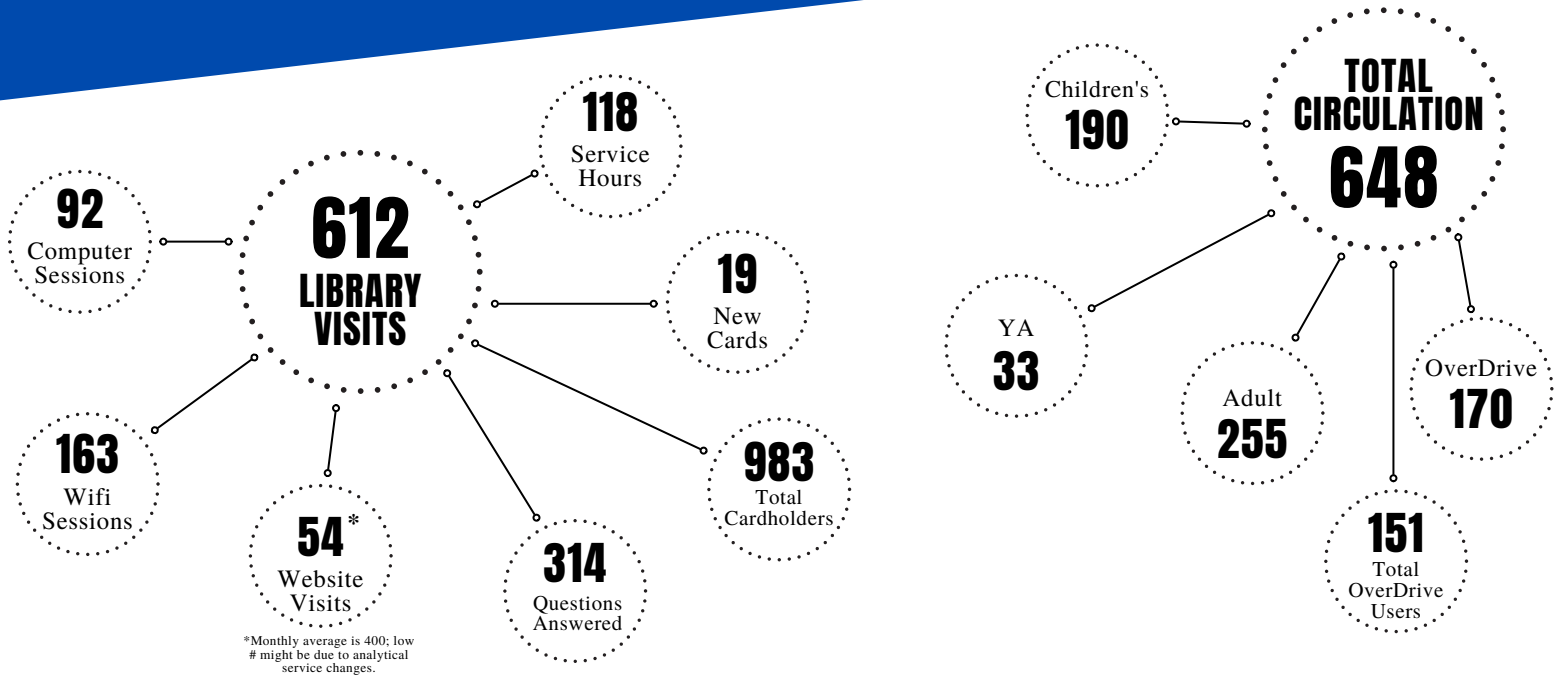 118
Service
Hours
92
Computer
Sessions
612
LIBRARY
VISITS
19
New
Cards
163
Wifi
Sessions
54*
Website
Visits
*Monthly average is 400; low
# might be due to analytical
service changes.
314
Questions
Answered
983
Total
Cardholders
TOTAL
CIRCULATION
648
Children's
190
YA
33
Adult
255
OverDrive
170
151
Total
OverDrive
Users